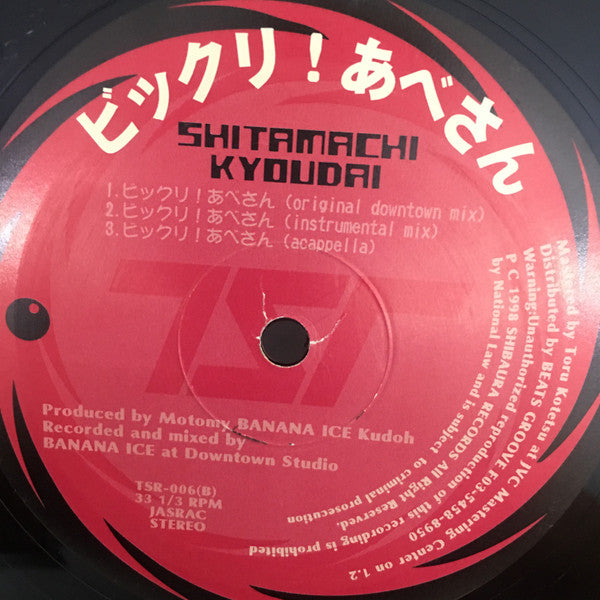 ビックリ！あべさん
SHITAMACHI
KYOUDAI
1.ビックリ！あべさん (original downtown mix)
2.ビックリ！あべさん (instrumental mix)
3.ビックリ！あべさん (acappella)
TSR
Produced by Motomy BANANA ICE Kudoh
Recorded and mixed by
BANANA ICE at Downtown Studio
TSR-006(B)
33 1/3 RPM
JASRAC
STEREO
Mastered by Toru Kotetsu at JVC Mastering Center on 1.2
Distributed by BEATS GROOVE F03-5458-8950
Warning:Unauthorized reproduction of this recording is prohibited
by National Law and is subject to criminal prosecution
P C 1998 SHIBAURA RECORDS All Right Reserved.